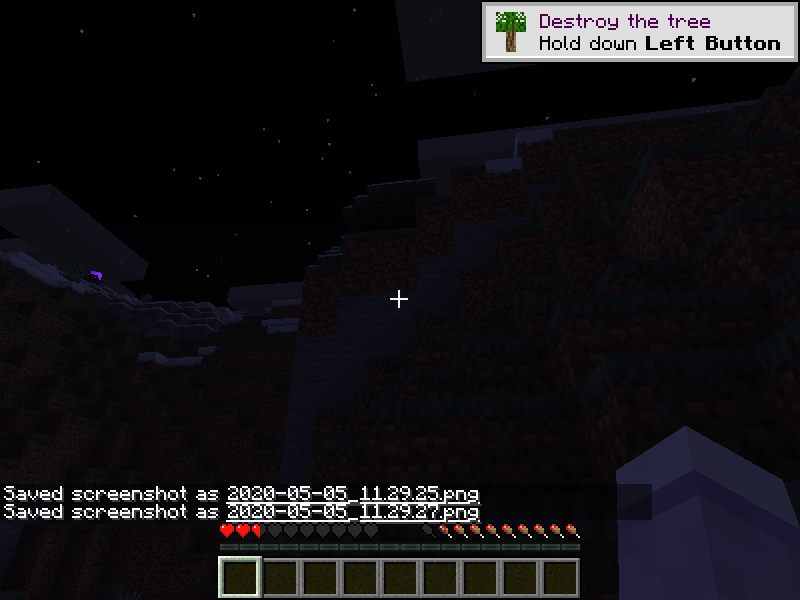 Destroy the tree
Hold down Left Button
Saved screenshot as 2020-05-05_11.29.25.png
Saved screenshot as 2020-05-05_11.29.27.png